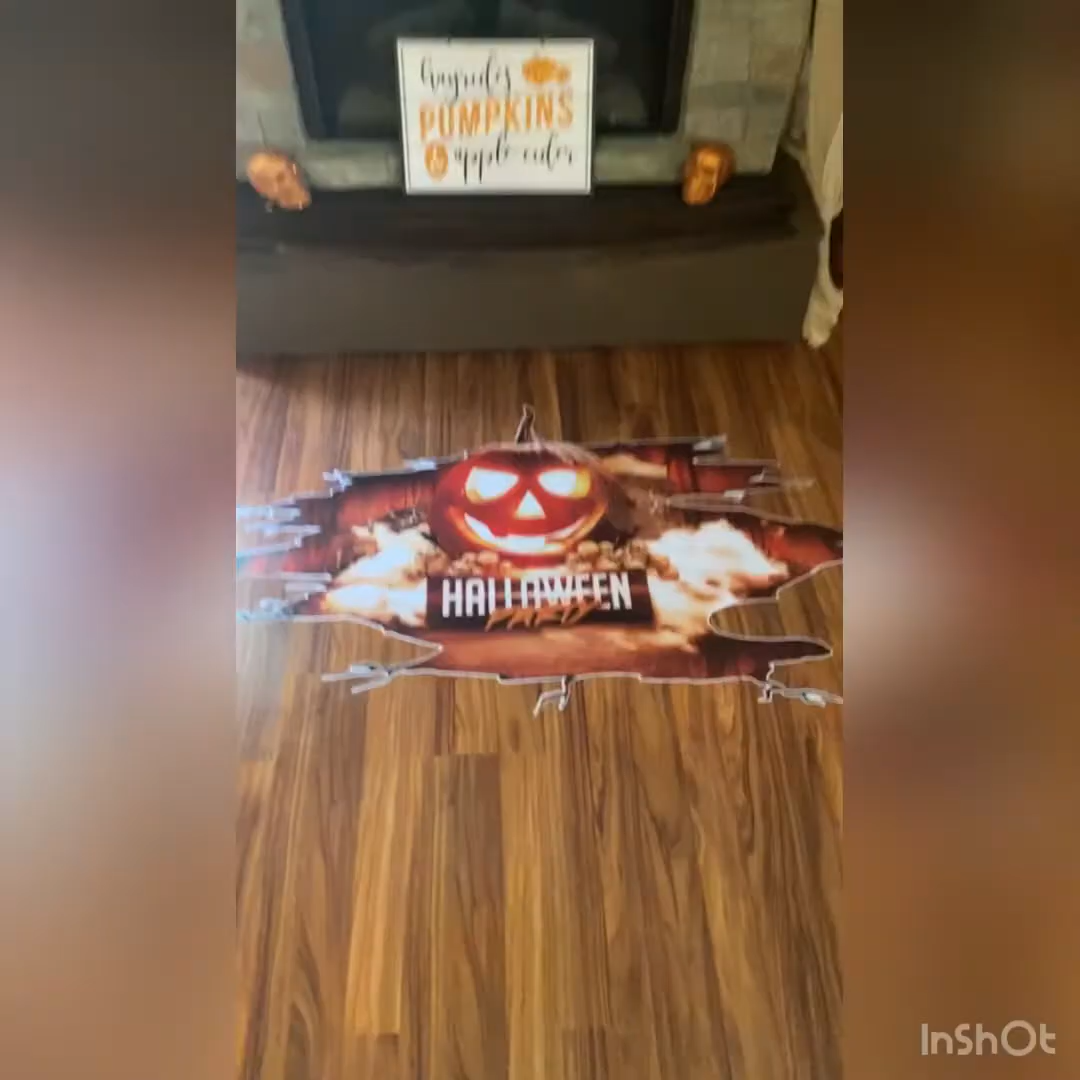 hayrides
PUMPKINS
& apple cider
HALLOWEEN
PARTY
InShOt